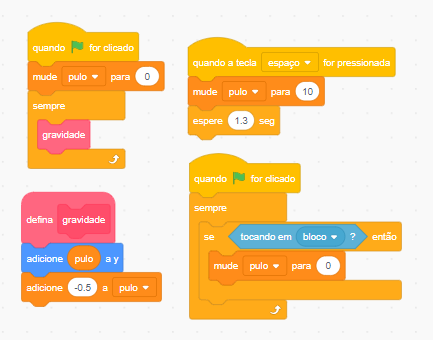 quando for clicado
mude pulo para 0
sempre
gravidade
quando a tecla espaço for pressionada
mude pulo para 10
espere 1.3 seg
defina gravidade
adicione pulo a y
adicione -0.5 a pulo
quando for clicado
sempre
se tocando em bloco ? então
mude pulo para 0